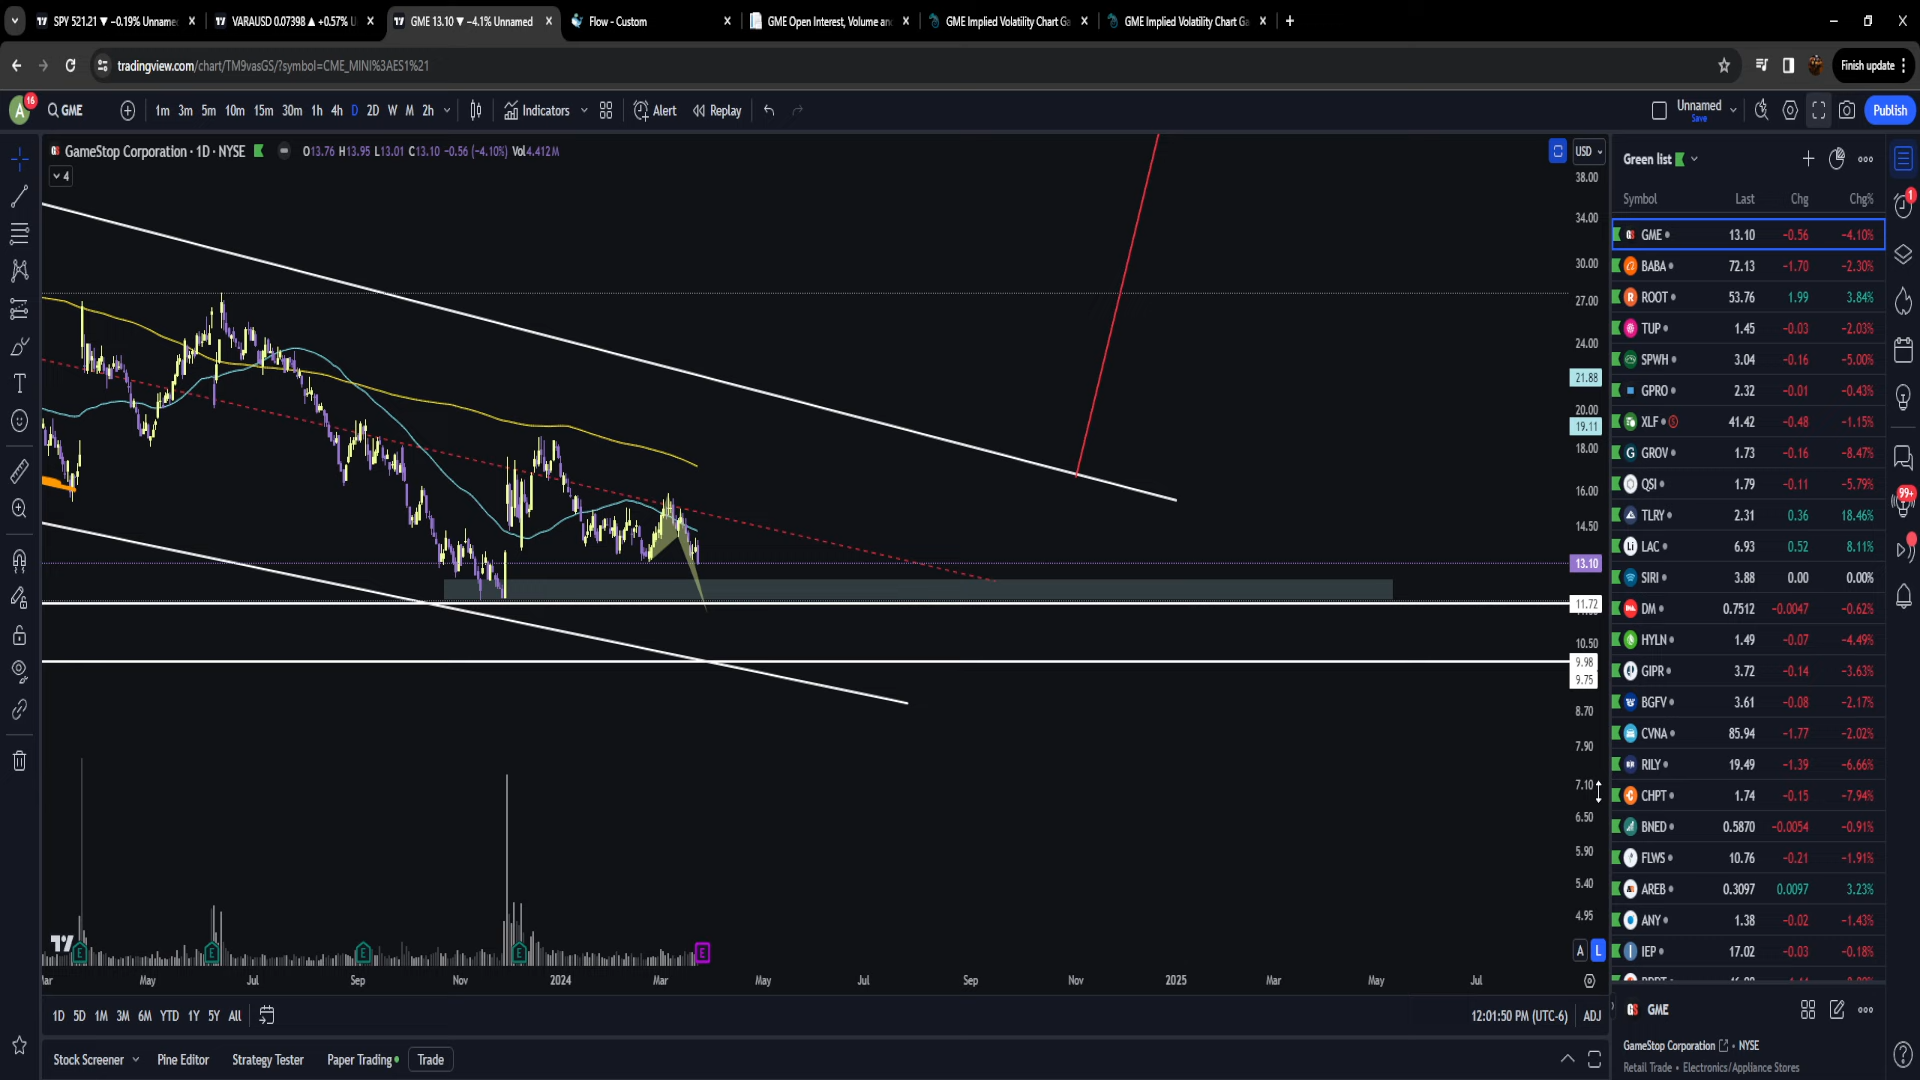 SPY 521.21 ▼ −0.19% Unname
VARAUSD 0.07398 ▲ +0.57% U
GME 13.10 ▼ −4.1% Unnamed
Flow - Custom
GME Open Interest, Volume an
GME Implied Volatility Chart Ga
GME Implied Volatility Chart Ga
tradingview.com/chart/TM9vasGS/?symbol=CME_MINI%3AES1%21
Finish update
A 16
GME
1m 3m 5m 10m 15m 30m 1h 4h D 2D W M 2h
Indicators
Alert
Replay
Unnamed
Save
Publish
GameStop Corporation · 1D · NYSE
O13.76 H13.95 L13.01 C13.10 −0.56 (−4.10%) Vol4.412M
4
USD
38.00
34.00
30.00
27.00
24.00
21.88
20.00
19.11
18.00
16.00
14.50
13.10
11.72
10.50
9.98
9.75
8.70
7.90
7.10
6.50
5.90
5.40
4.95
A L
E E E E E
Mar May Jul Sep Nov 2024 Mar May Jul Sep Nov 2025 Mar May Jul
1D 5D 1M 3M 6M YTD 1Y 5Y All
12:01:50 PM (UTC-6) ADJ
Stock Screener Pine Editor Strategy Tester Paper Trading Trade
Green list
Symbol Last Chg Chg%
GME 13.10 −0.56 −4.10%
BABA 72.13 −1.70 −2.30%
ROOT 53.76 1.99 3.84%
TUP 1.45 −0.03 −2.03%
SPWH 3.04 −0.16 −5.00%
GPRO 2.32 −0.01 −0.43%
XLF 41.42 −0.48 −1.15%
GROV 1.73 −0.16 −8.47%
QSI 1.79 −0.11 −5.79%
TLRY 2.31 0.36 18.46%
LAC 6.93 0.52 8.11%
SIRI 3.88 0.00 0.00%
DM 0.7512 −0.0047 −0.62%
HYLN 1.49 −0.07 −4.49%
GIPR 3.72 −0.14 −3.63%
BGFV 3.61 −0.08 −2.17%
CVNA 85.94 −1.77 −2.02%
RILY 19.49 −1.39 −6.66%
CHPT 1.74 −0.15 −7.94%
BNED 0.5870 −0.0054 −0.91%
FLWS 10.76 −0.21 −1.91%
AREB 0.3097 0.0097 3.23%
ANY 1.38 −0.02 −1.43%
IEP 17.02 −0.03 −0.18%
GME
GameStop Corporation • NYSE
Retail Trade • Electronics/Appliance Stores
1
99+